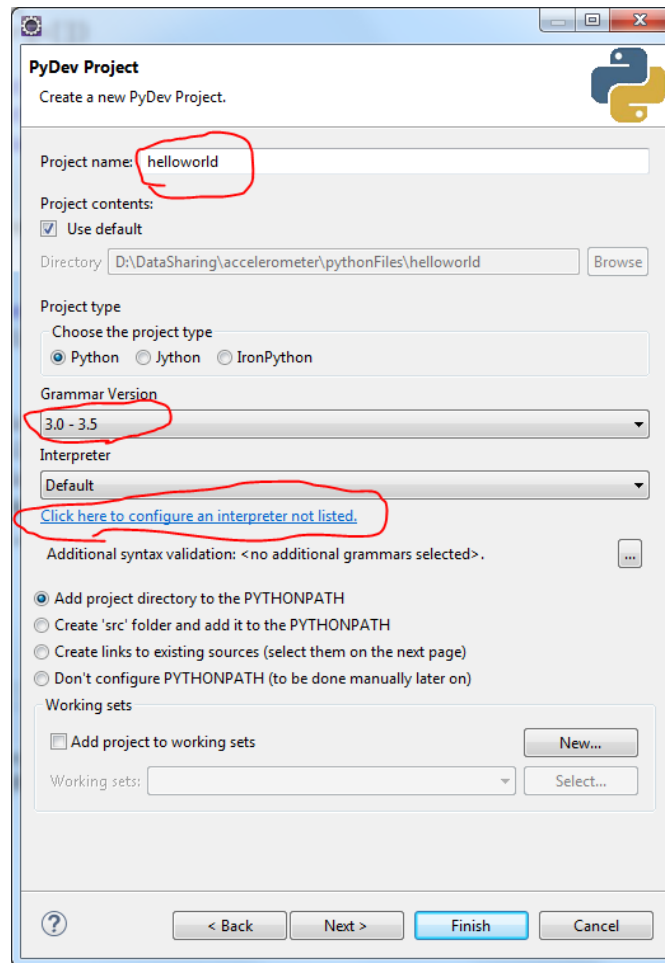 PyDev Project
Create a new PyDev Project.
Project name: helloworld
Project contents:
Use default
Directory D:\DataSharing\accelerometer\pythonFiles\helloworld Browse
Project type
Choose the project type
Python Jython IronPython
Grammar Version
3.0 - 3.5
Interpreter
Default
Click here to configure an interpreter not listed.
Additional syntax validation: <no additional grammars selected>. ...
Add project directory to the PYTHONPATH
Create 'src' folder and add it to the PYTHONPATH
Create links to existing sources (select them on the next page)
Don't configure PYTHONPATH (to be done manually later on)
Working sets
Add project to working sets New...
Working sets: Select...
? < Back Next > Finish Cancel